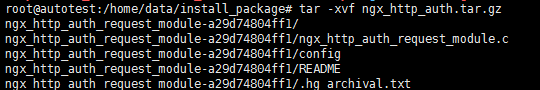 root@autotest:/home/data/install_package# tar -xvf ngx_http_auth.tar.gz
ngx_http_auth_request_module-a29d74804ff1/
ngx_http_auth_request_module-a29d74804ff1/ngx_http_auth_request_module.c
ngx_http_auth_request_module-a29d74804ff1/config
ngx_http_auth_request_module-a29d74804ff1/README
ngx_http_auth_request_module-a29d74804ff1/.hg_archival.txt